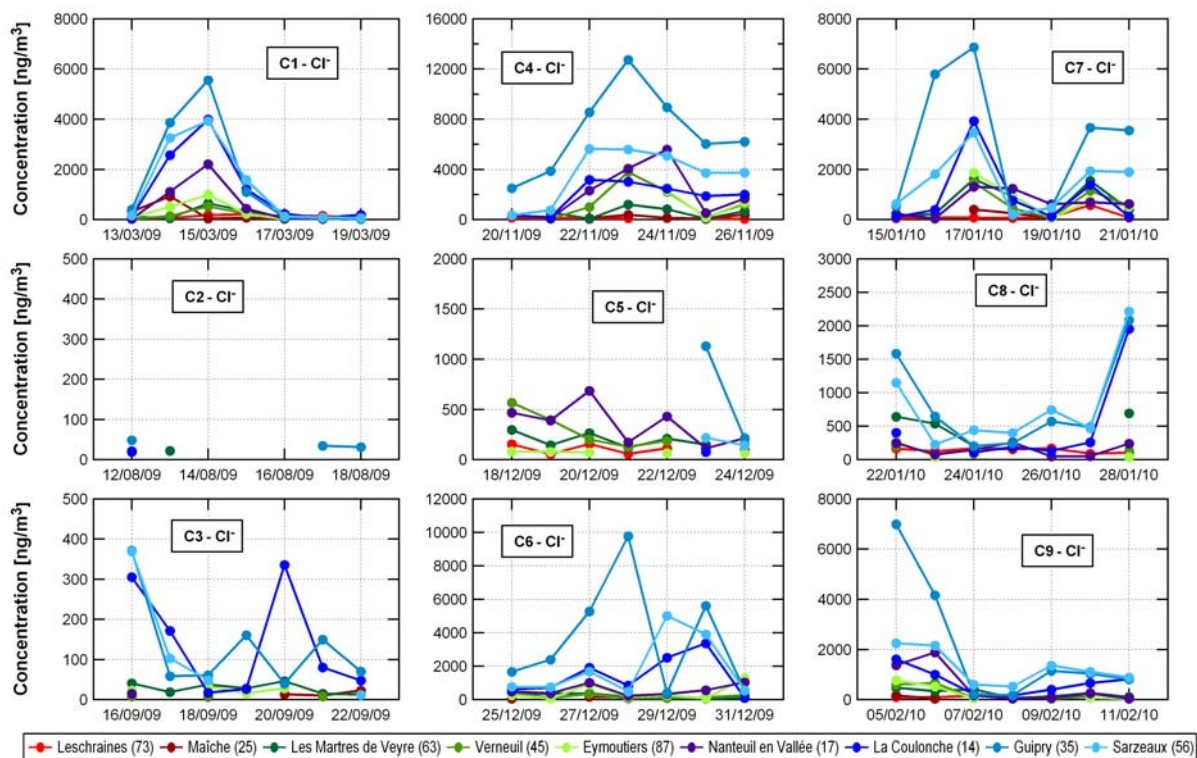 Concentration [ng/m³]
8000
6000
4000
2000
0
C1 - Cl⁻
13/03/09 15/03/09 17/03/09 19/03/09
16000
12000
8000
4000
0
C4 - Cl⁻
20/11/09 22/11/09 24/11/09 26/11/09
8000
6000
4000
2000
0
C7 - Cl⁻
15/01/10 17/01/10 19/01/10 21/01/10
Concentration [ng/m³]
500
400
300
200
100
0
C2 - Cl⁻
12/08/09 14/08/09 16/08/09 18/08/09
2000
1500
1000
500
0
C5 - Cl⁻
18/12/09 20/12/09 22/12/09 24/12/09
3000
2500
2000
1500
1000
500
0
C8 - Cl⁻
22/01/10 24/01/10 26/01/10 28/01/10
Concentration [ng/m³]
500
400
300
200
100
0
C3 - Cl⁻
16/09/09 18/09/09 20/09/09 22/09/09
12000
10000
8000
6000
4000
2000
0
C6 - Cl⁻
25/12/09 27/12/09 29/12/09 31/12/09
8000
6000
4000
2000
0
C9 - Cl⁻
05/02/10 07/02/10 09/02/10 11/02/10
Leschraines (73) Maîche (25) Les Martres de Veyre (63) Verneuil (45) Eymoutiers (87) Nanteuil en Vallée (17) La Coulonche (14) Guipry (35) Sarzeaux (56)